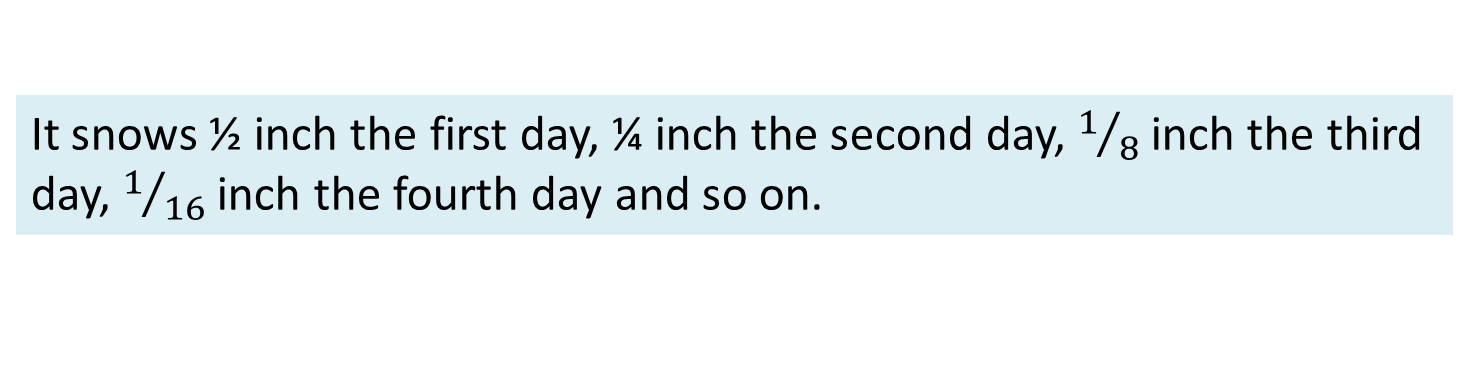 It snows ½ inch the first day, ¼ inch the second day, 1/8 inch the third
day, 1/16 inch the fourth day and so on.